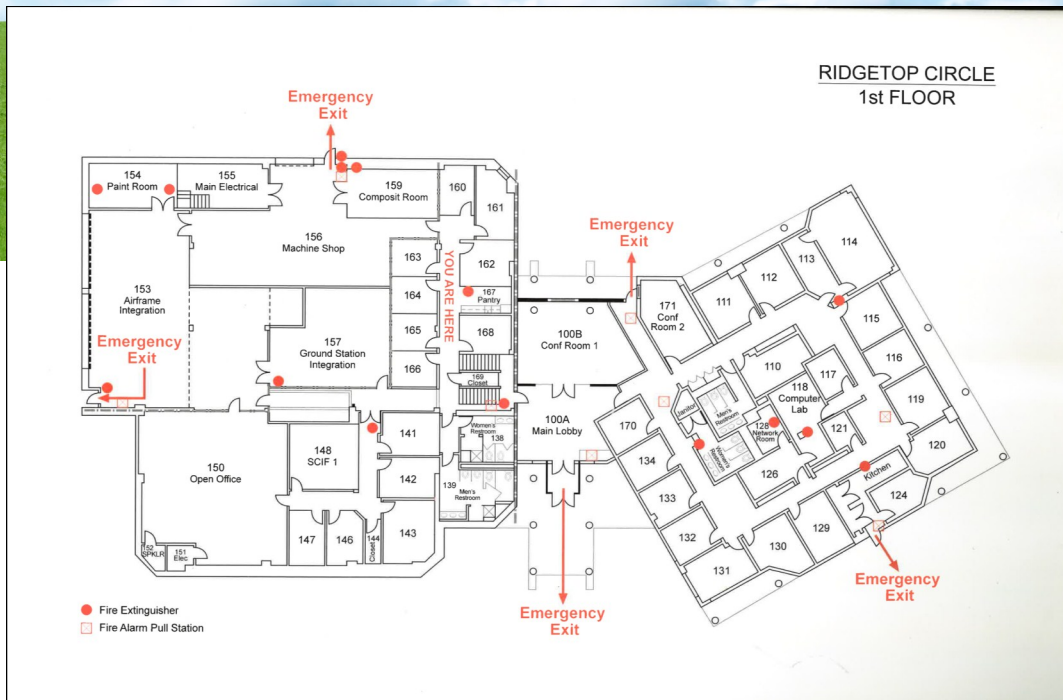 RIDGETOP CIRCLE
1st FLOOR
Emergency
Exit
154
Paint Room
155
Main Electrical
159
Composit Room
160
161
156
Machine Shop
163
162
YOU ARE HERE
167
Pantry
164
153
Airframe
Integration
157
Ground Station
Integration
165
168
166
169
Closet
Emergency
Exit
Emergency
Exit
171
Conf
Room 2
100B
Conf Room 1
100A
Main Lobby
111
112
113
114
115
116
110
117
118
Computer
Lab
119
120
121
128
Network
Room
126
Janitor
Men's
Restroom
Women's
Restroom
170
134
133
132
131
130
129
Kitchen
124
150
Open Office
148
SCIF 1
141
142
143
Women's
Restroom
138
139
Men's
Restroom
152
SPKLR
151
Elec
147
146
144
Closet
Emergency
Exit
Emergency
Exit
Fire Extinguisher
Fire Alarm Pull Station